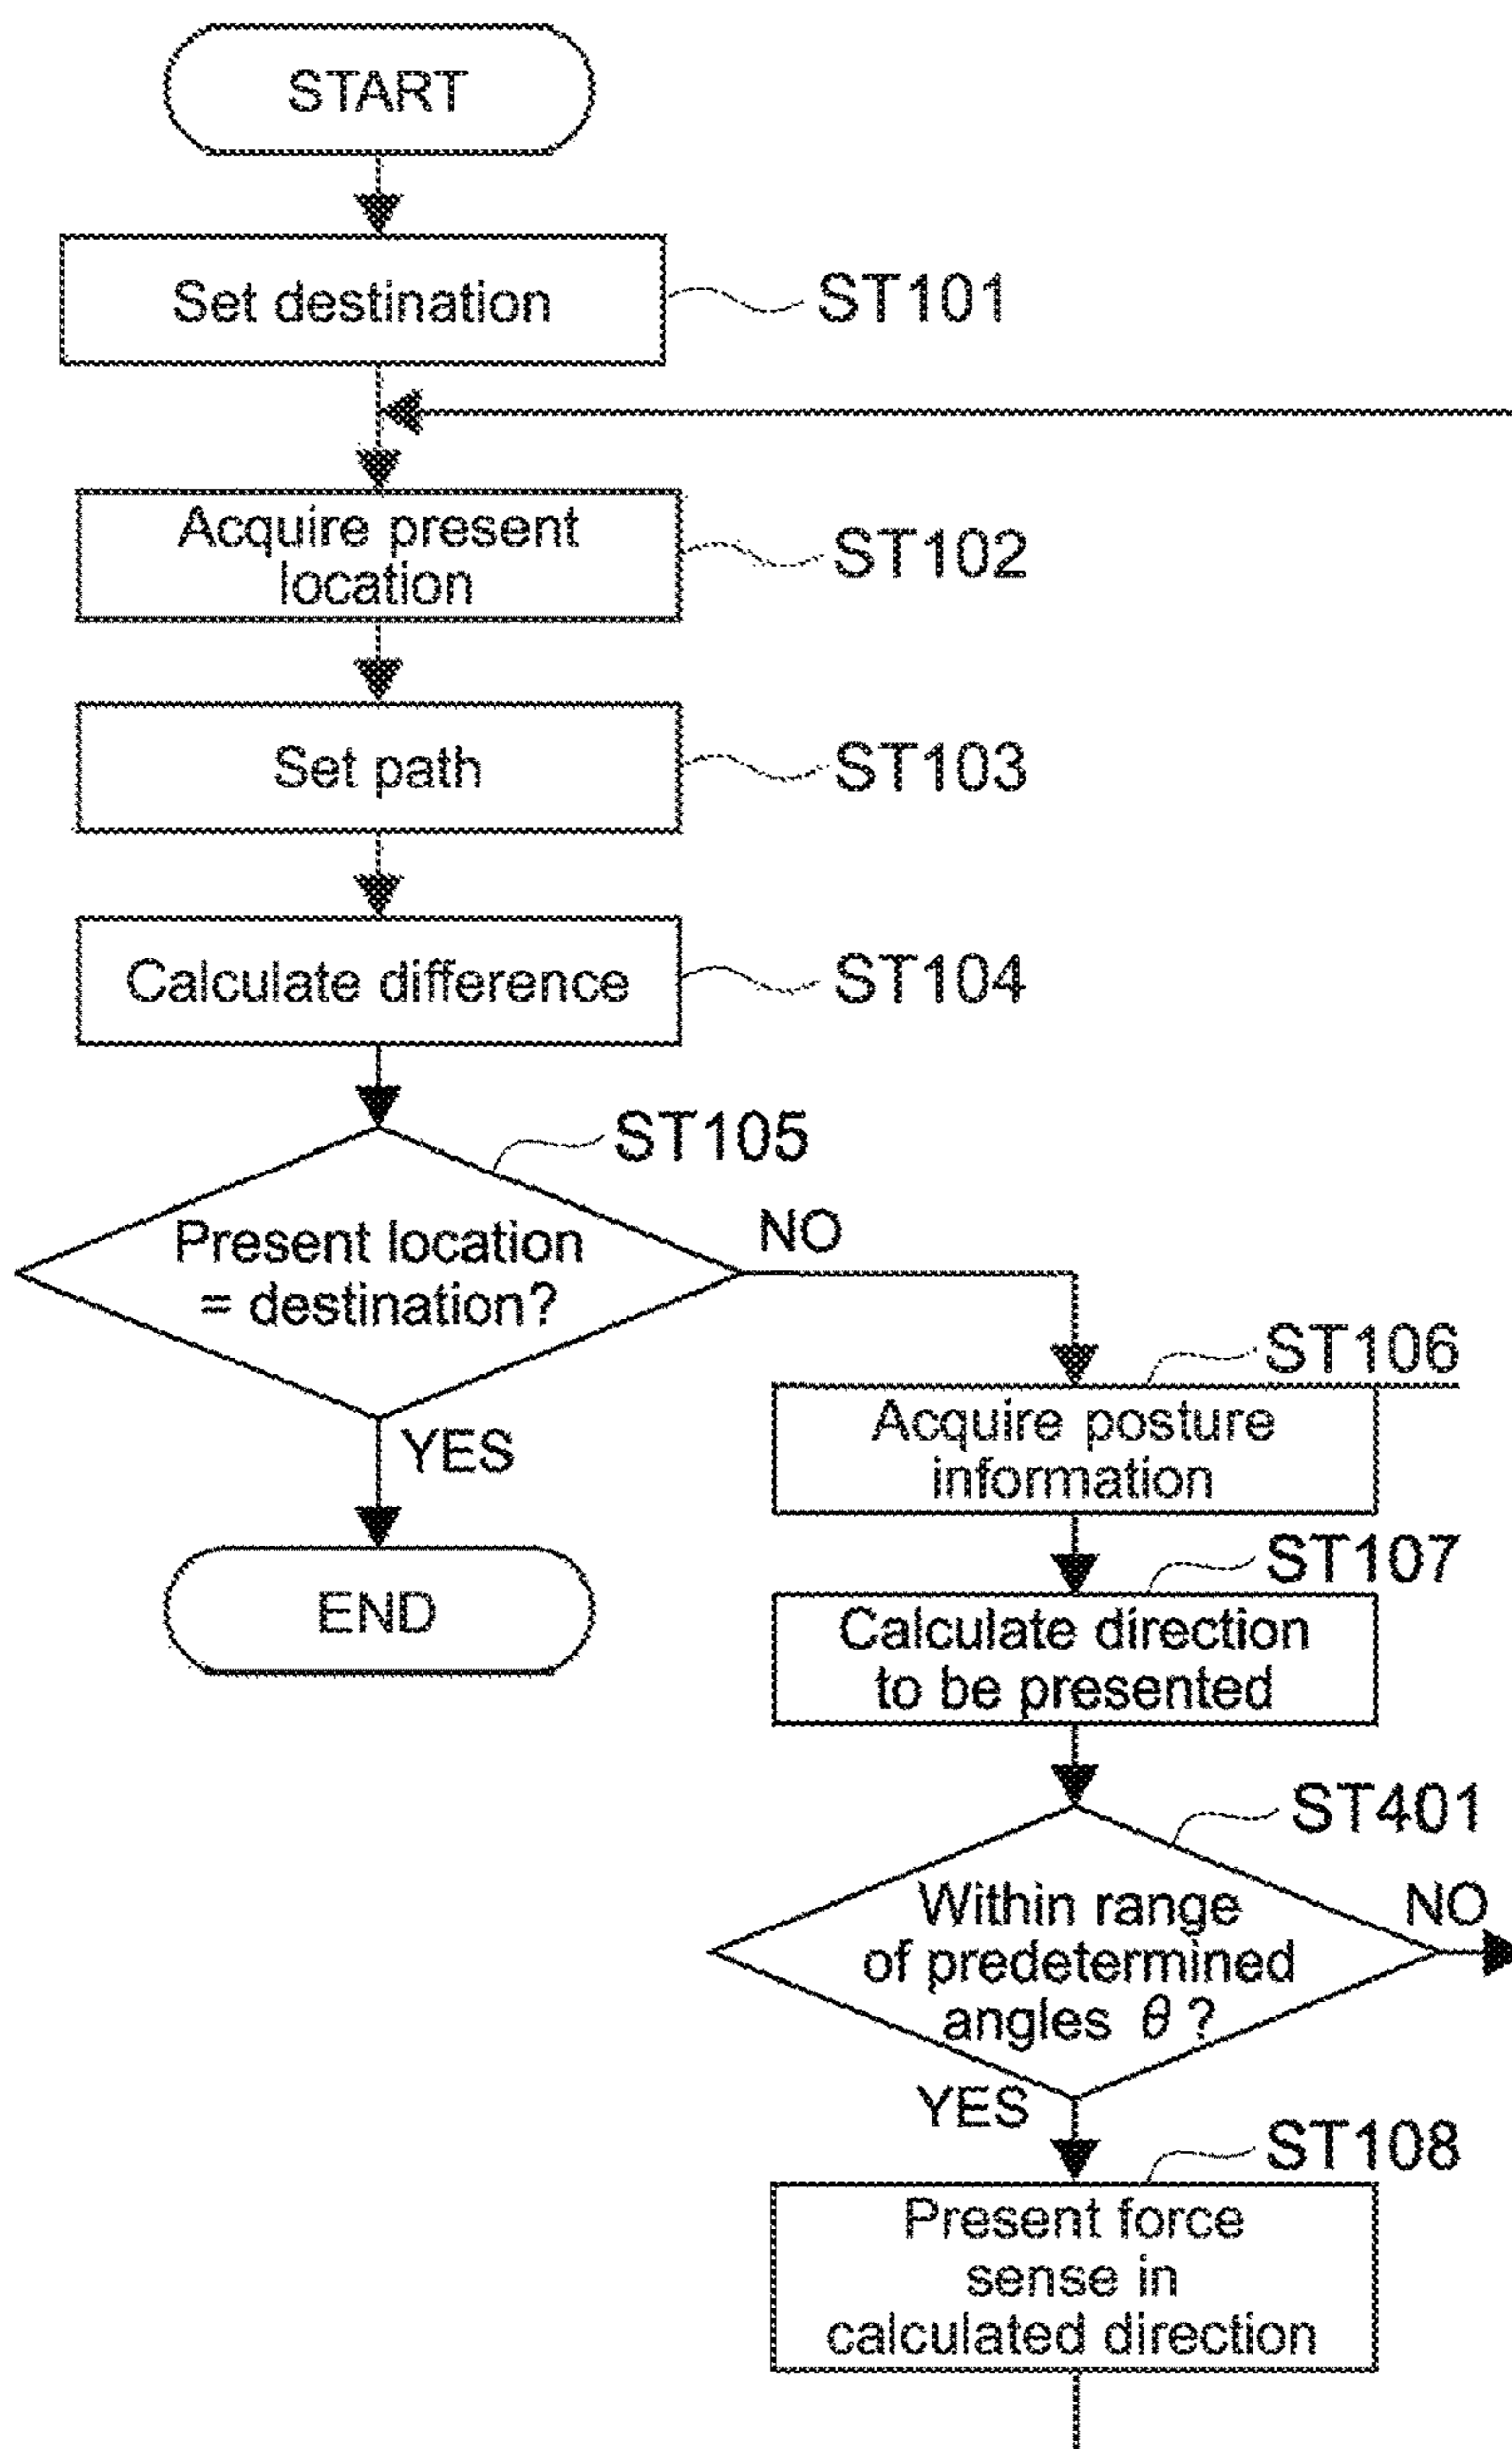 START
Set destination
ST101
Acquire present
location
ST102
Set path
ST103
Calculate difference
ST104
ST105
Present location
= destination?
NO
YES
END
ST106
Acquire posture
information
ST107
Calculate direction
to be presented
ST401
Within range
of predetermined
angles θ ?
NO
YES
ST108
Present force
sense in
calculated direction